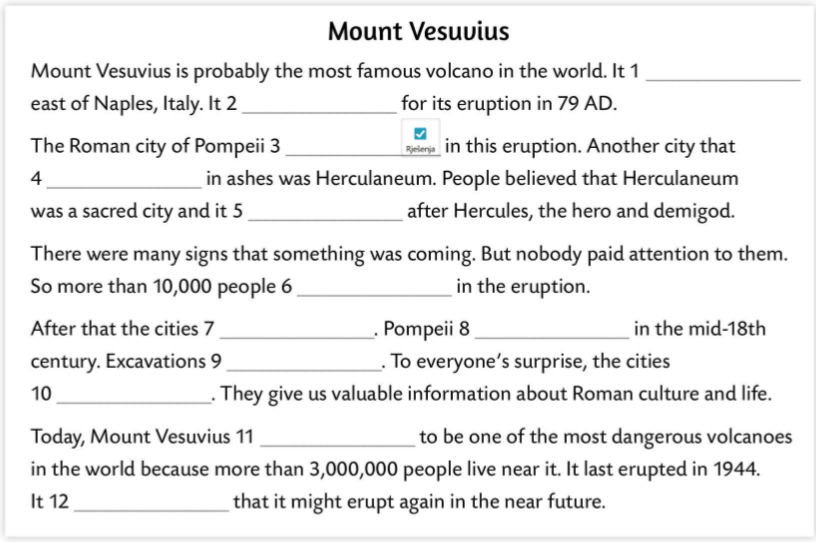 Mount Vesuvius
Mount Vesuvius is probably the most famous volcano in the world. It 1 _______________
east of Naples, Italy. It 2 _______________ for its eruption in 79 AD.
The Roman city of Pompeii 3 _______________ Rješenja in this eruption. Another city that
4 _______________ in ashes was Herculaneum. People believed that Herculaneum
was a sacred city and it 5 _______________ after Hercules, the hero and demigod.
There were many signs that something was coming. But nobody paid attention to them.
So more than 10,000 people 6 _______________ in the eruption.
After that the cities 7 _______________. Pompeii 8 _______________ in the mid-18th
century. Excavations 9 _______________. To everyone's surprise, the cities
10 _______________. They give us valuable information about Roman culture and life.
Today, Mount Vesuvius 11 _______________ to be one of the most dangerous volcanoes
in the world because more than 3,000,000 people live near it. It last erupted in 1944.
It 12 _______________ that it might erupt again in the near future.